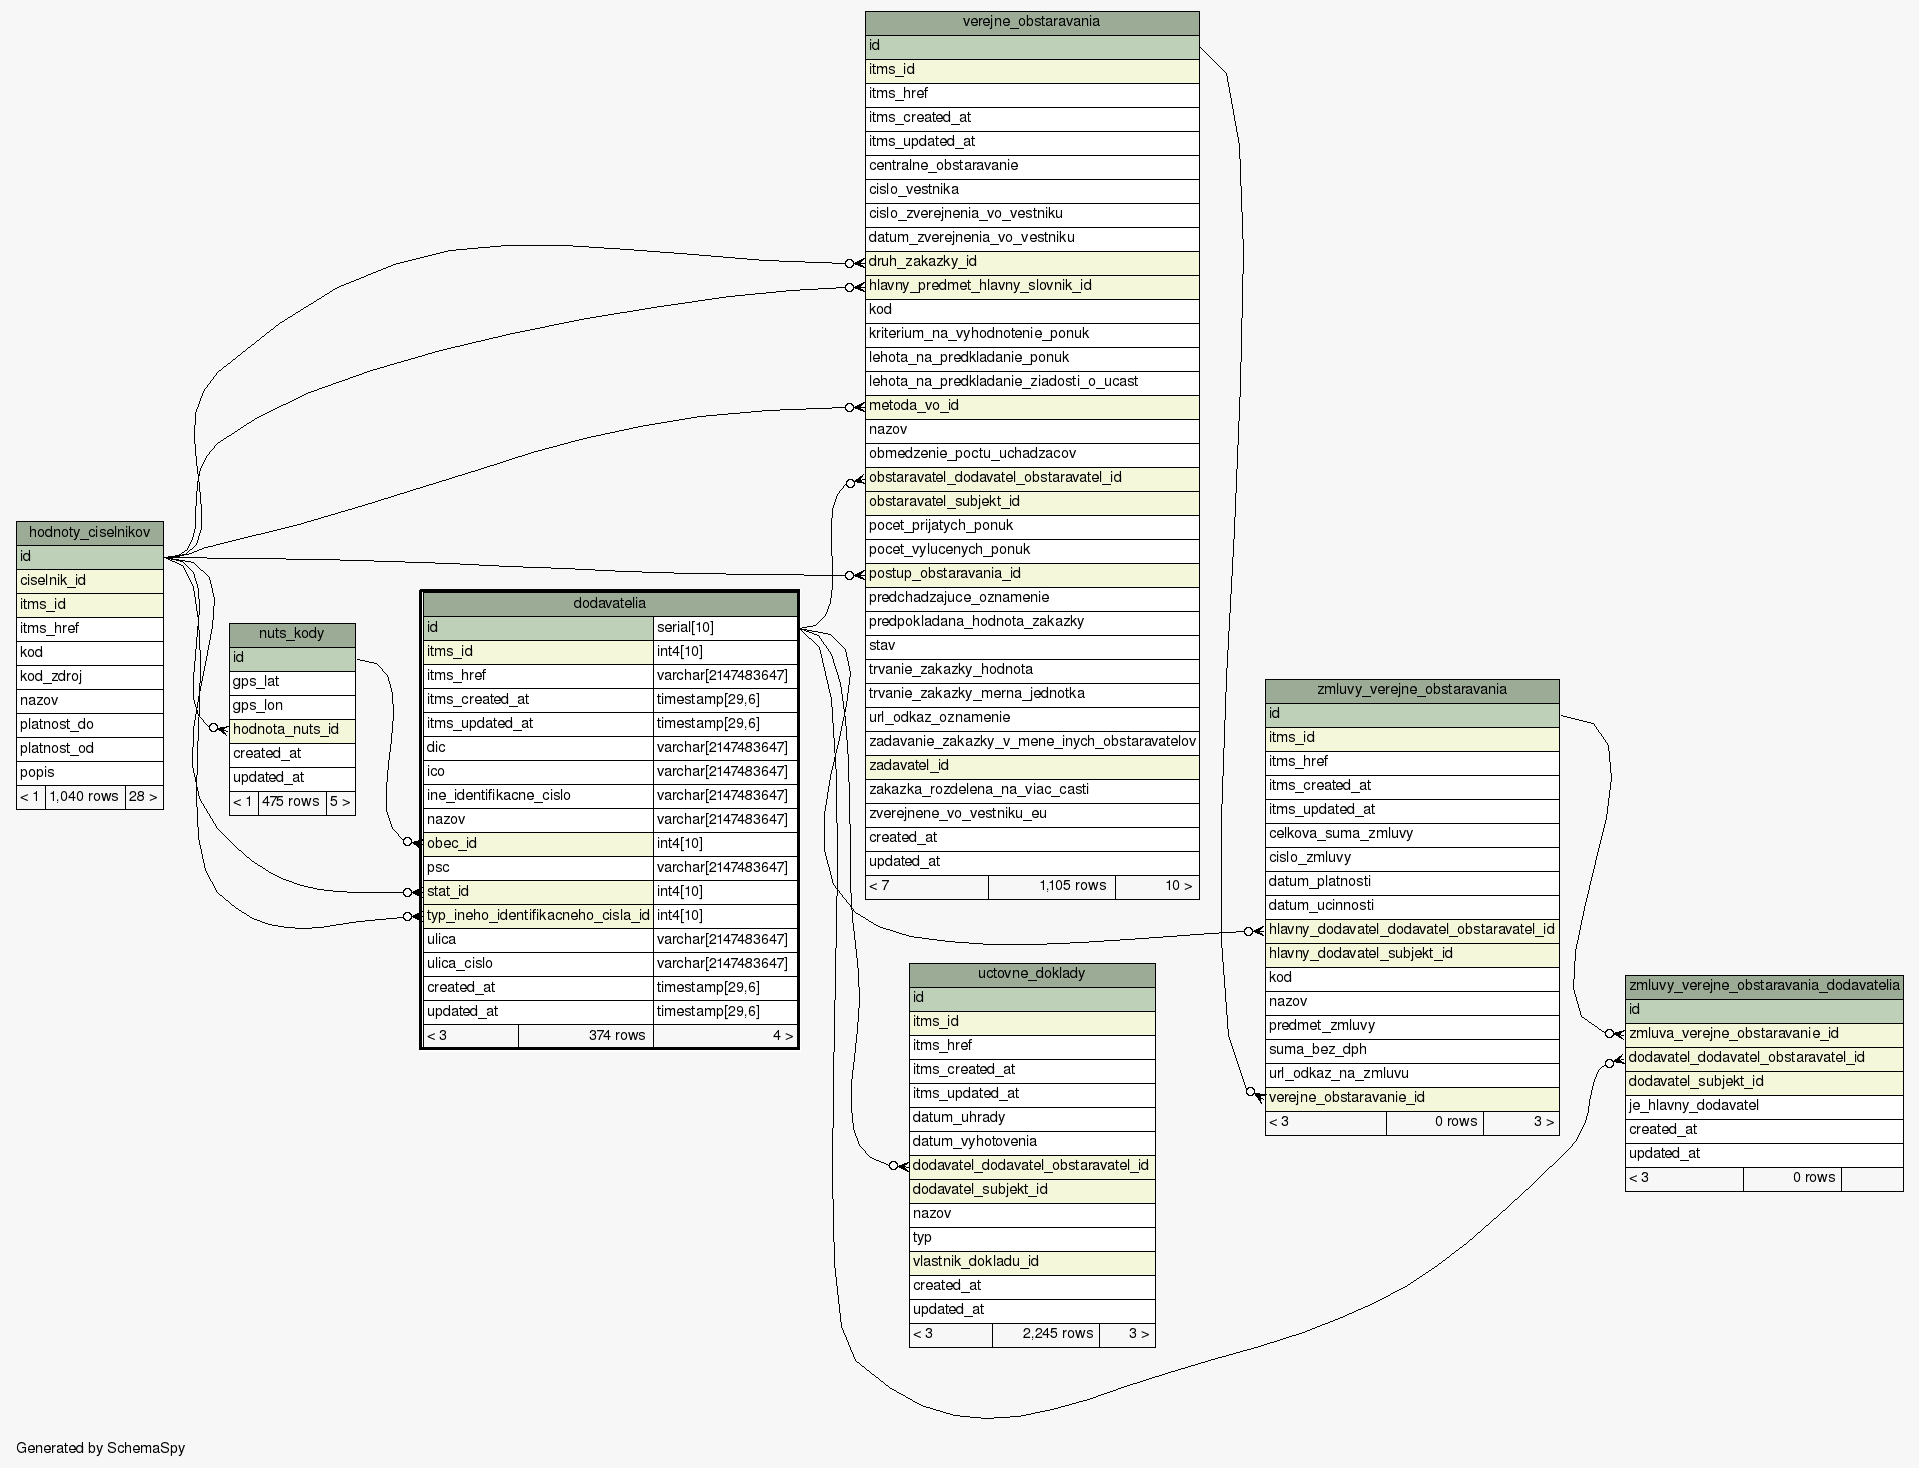 verejne_obstaravania
id
itms_id
itms_href
itms_created_at
itms_updated_at
centralne_obstaravanie
cislo_vestnika
cislo_zverejnenia_vo_vestniku
datum_zverejnenia_vo_vestniku
druh_zakazky_id
hlavny_predmet_hlavny_slovnik_id
kod
kriterium_na_vyhodnotenie_ponuk
lehota_na_predkladanie_ponuk
lehota_na_predkladanie_ziadosti_o_ucast
metoda_vo_id
nazov
obmedzenie_poctu_uchadzacov
obstaravatel_dodavatel_obstaravatel_id
obstaravatel_subjekt_id
pocet_prijatych_ponuk
pocet_vylucenych_ponuk
postup_obstaravania_id
predchadzajuce_oznamenie
predpokladana_hodnota_zakazky
stav
trvanie_zakazky_hodnota
trvanie_zakazky_merna_jednotka
url_odkaz_oznamenie
zadavanie_zakazky_v_mene_inych_obstaravatelov
zadavatel_id
zakazka_rozdelena_na_viac_casti
zverejnene_vo_vestniku_eu
created_at
updated_at
< 7 1,105 rows 10 >
hodnoty_ciselnikov
id
ciselnik_id
itms_id
itms_href
kod
kod_zdroj
nazov
platnost_do
platnost_od
popis
< 1 1,040 rows 28 >
nuts_kody
id
gps_lat
gps_lon
hodnota_nuts_id
created_at
updated_at
< 1 475 rows 5 >
dodavatelia
id serial[10]
itms_id int4[10]
itms_href varchar[2147483647]
itms_created_at timestamp[29,6]
itms_updated_at timestamp[29,6]
dic varchar[2147483647]
ico varchar[2147483647]
ine_identifikacne_cislo varchar[2147483647]
nazov varchar[2147483647]
obec_id int4[10]
psc varchar[2147483647]
stat_id int4[10]
typ_ineho_identifikacneho_cisla_id int4[10]
ulica varchar[2147483647]
ulica_cislo varchar[2147483647]
created_at timestamp[29,6]
updated_at timestamp[29,6]
< 3 374 rows 4 >
uctovne_doklady
id
itms_id
itms_href
itms_created_at
itms_updated_at
datum_uhrady
datum_vyhotovenia
dodavatel_dodavatel_obstaravatel_id
dodavatel_subjekt_id
nazov
typ
vlastnik_dokladu_id
created_at
updated_at
< 3 2,245 rows 3 >
zmluvy_verejne_obstaravania
id
itms_id
itms_href
itms_created_at
itms_updated_at
celkova_suma_zmluvy
cislo_zmluvy
datum_platnosti
datum_ucinnosti
hlavny_dodavatel_dodavatel_obstaravatel_id
hlavny_dodavatel_subjekt_id
kod
nazov
predmet_zmluvy
suma_bez_dph
url_odkaz_na_zmluvu
verejne_obstaravanie_id
< 3 0 rows 3 >
zmluvy_verejne_obstaravania_dodavatelia
id
zmluva_verejne_obstaravanie_id
dodavatel_dodavatel_obstaravatel_id
dodavatel_subjekt_id
je_hlavny_dodavatel
created_at
updated_at
< 3 0 rows
Generated by SchemaSpy